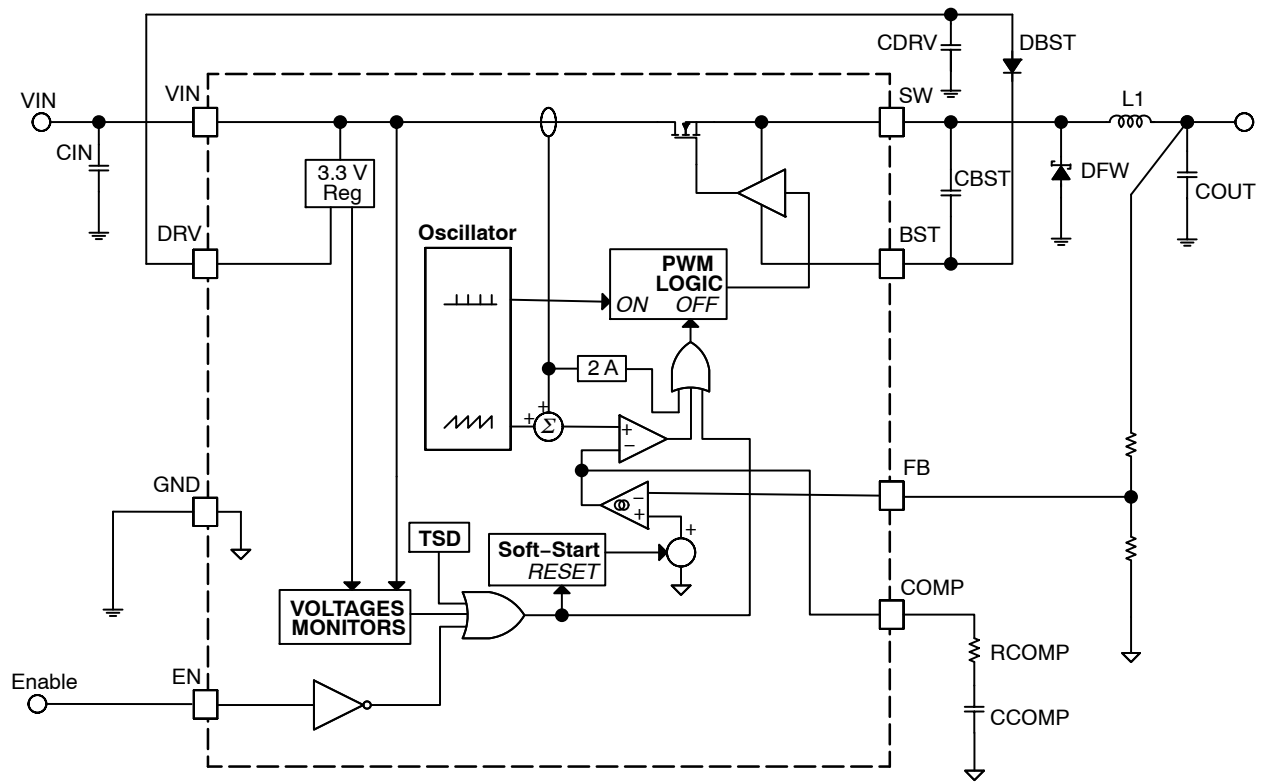 CDRV
DBST
VIN
VIN
SW
L1
CIN
3.3 V
Reg
CBST
DFW
COUT
DRV
Oscillator
BST
PWM
LOGIC
ON OFF
2 A
+
+
Σ
+
−
GND
FB
−
+
+
TSD
Soft−Start
RESET
COMP
VOLTAGES
MONITORS
RCOMP
Enable
EN
CCOMP